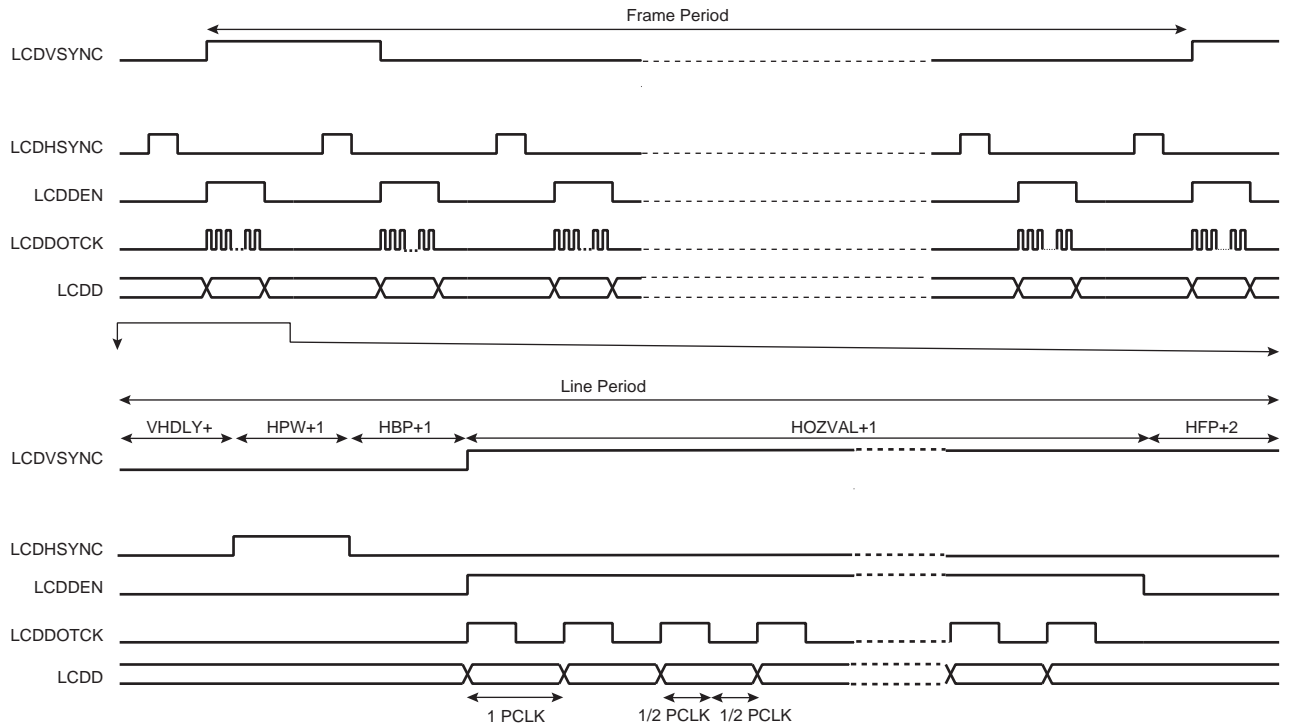 Frame Period
LCDVSYNC
LCDHSYNC
LCDDEN
LCDDOTCK
LCDD
Line Period
VHDLY+ HPW+1 HBP+1 HOZVAL+1 HFP+2
LCDVSYNC
LCDHSYNC
LCDDEN
LCDDOTCK
LCDD
1 PCLK 1/2 PCLK 1/2 PCLK